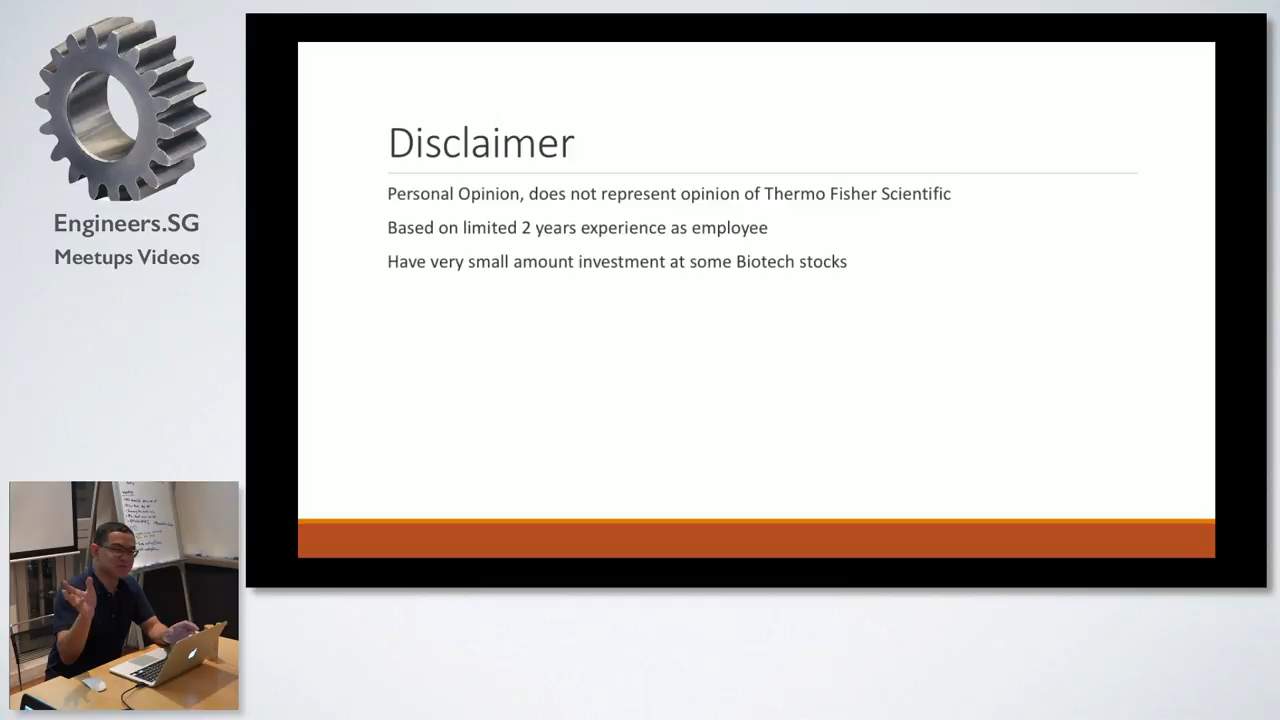 Engineers.SG
Meetups Videos
Disclaimer
Personal Opinion, does not represent opinion of Thermo Fisher Scientific
Based on limited 2 years experience as employee
Have very small amount investment at some Biotech stocks